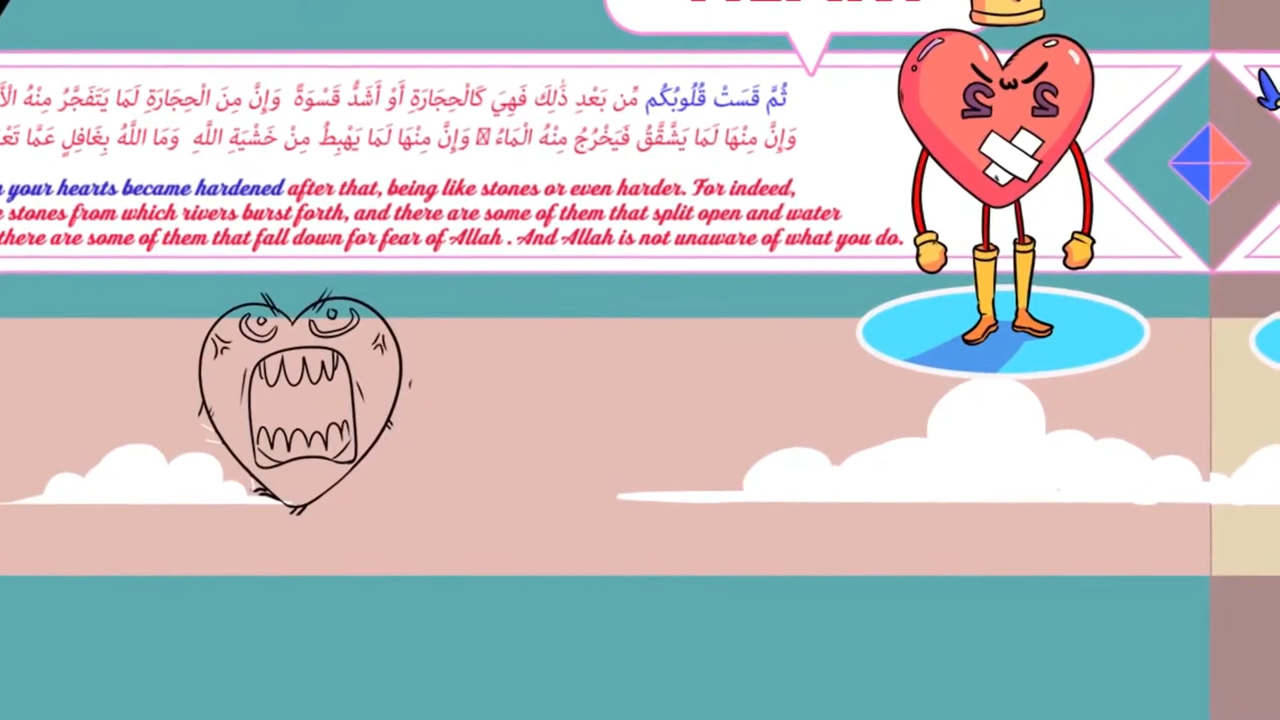 ثُمَّ قَسَتْ قُلُوبُكُم مِّن بَعْدِ ذَٰلِكَ فَهِيَ كَالْحِجَارَةِ أَوْ أَشَدُّ قَسْوَةً وَإِنَّ مِنَ الْحِجَارَةِ لَمَا يَتَفَجَّرُ مِنْهُ
وَإِنَّ مِنْهَا لَمَا يَشَّقَّقُ فَيَخْرُجُ مِنْهُ الْمَاءُ وَإِنَّ مِنْهَا لَمَا يَهْبِطُ مِنْ خَشْيَةِ اللَّهِ وَمَا اللَّهُ بِغَافِلٍ عَمَّا
your hearts became hardened after that, being like stones or even harder. For indeed,
stones from which rivers burst forth, and there are some of them that split open and water
there are some of them that fall down for fear of Allah . And Allah is not unaware of what you do.